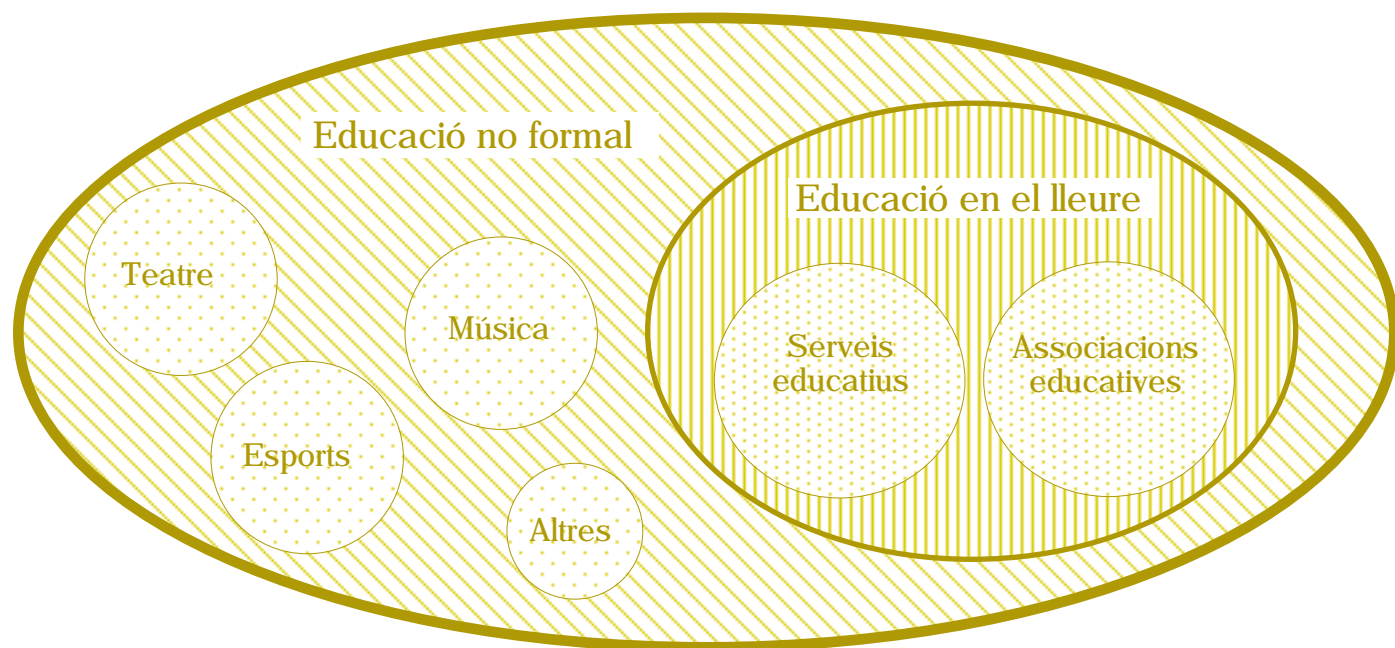 Educació no formal
Educació en el lleure
Teatre
Música
Serveis
educatius
Associacions
educatives
Esports
Altres